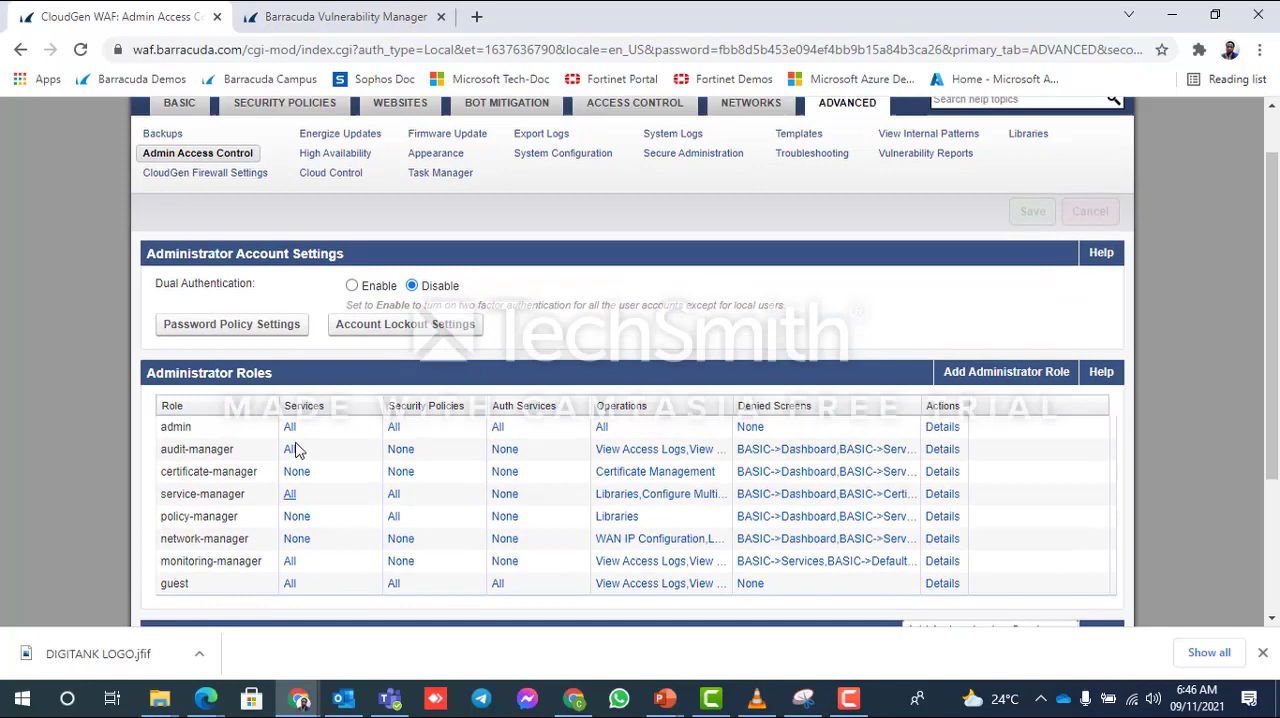 CloudGen WAF: Admin Access C
Barracuda Vulnerability Manager
waf.barracuda.com/cgi-mod/index.cgi?auth_type=Local&et=1637636790&locale=en_US&password=fbb8d5b453e094ef4bb9b15a84b3ca26&primary_tab=ADVANCED&seco...
Apps Barracuda Demos Barracuda Campus Sophos Doc Microsoft Tech-Doc Fortinet Portal Fortinet Demos Microsoft Azure De... Home - Microsoft A... Reading list
BASIC SECURITY POLICIES WEBSITES BOT MITIGATION ACCESS CONTROL NETWORKS ADVANCED Search help topics
Backups Energize Updates Firmware Update Export Logs System Logs Templates View Internal Patterns Libraries
Admin Access Control High Availability Appearance System Configuration Secure Administration Troubleshooting Vulnerability Reports
CloudGen Firewall Settings Cloud Control Task Manager
Save Cancel
Administrator Account Settings Help
Dual Authentication: Enable Disable
Set to Enable to turn on two factor authentication for all the user accounts except for local users.
Password Policy Settings Account Lockout Settings
TechSmith
Administrator Roles Add Administrator Role Help
MADE WITH CAMTASIA FREE TRIAL
Role Services Security Policies Auth Services Operations Denied Screens Actions
admin All All All All None Details
audit-manager All None None View Access Logs,View ... BASIC->Dashboard,BASIC->Serv... Details
certificate-manager None None None Certificate Management BASIC->Dashboard,BASIC->Serv... Details
service-manager All All None Libraries,Configure Multi... BASIC->Dashboard,BASIC->Certi... Details
policy-manager None All None Libraries BASIC->Dashboard,BASIC->Serv... Details
network-manager None None None WAN IP Configuration,L... BASIC->Dashboard,BASIC->Serv... Details
monitoring-manager All None None View Access Logs,View ... BASIC->Services,BASIC->Default... Details
guest All All All View Access Logs,View ... None Details
DIGITANK LOGO.jfif Show all
24°C 6:46 AM
09/11/2021